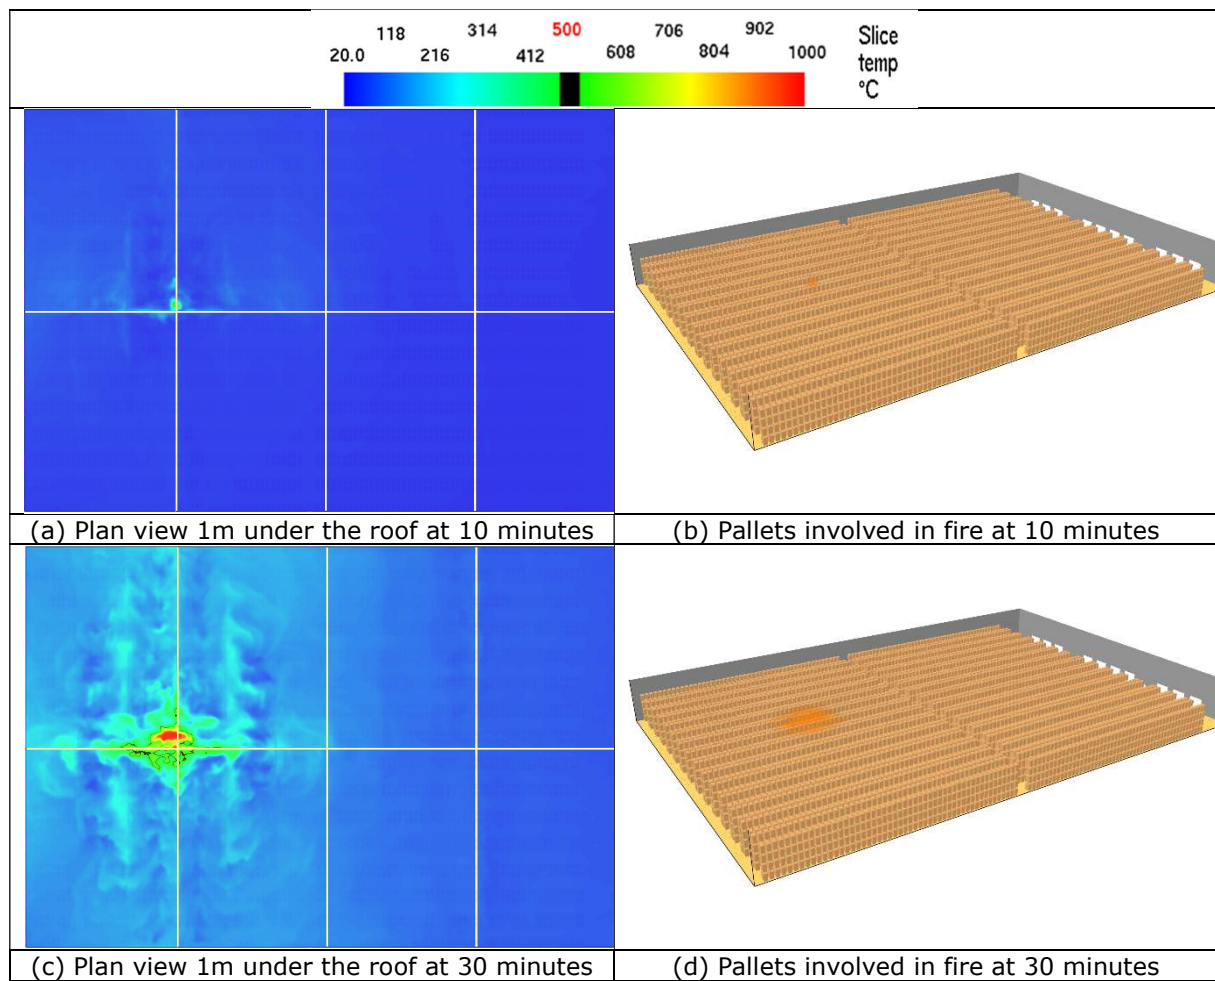 118 314 500 706 902
20.0 216 412 608 804 1000
Slice
temp
°C
(a) Plan view 1m under the roof at 10 minutes
(b) Pallets involved in fire at 10 minutes
(c) Plan view 1m under the roof at 30 minutes
(d) Pallets involved in fire at 30 minutes